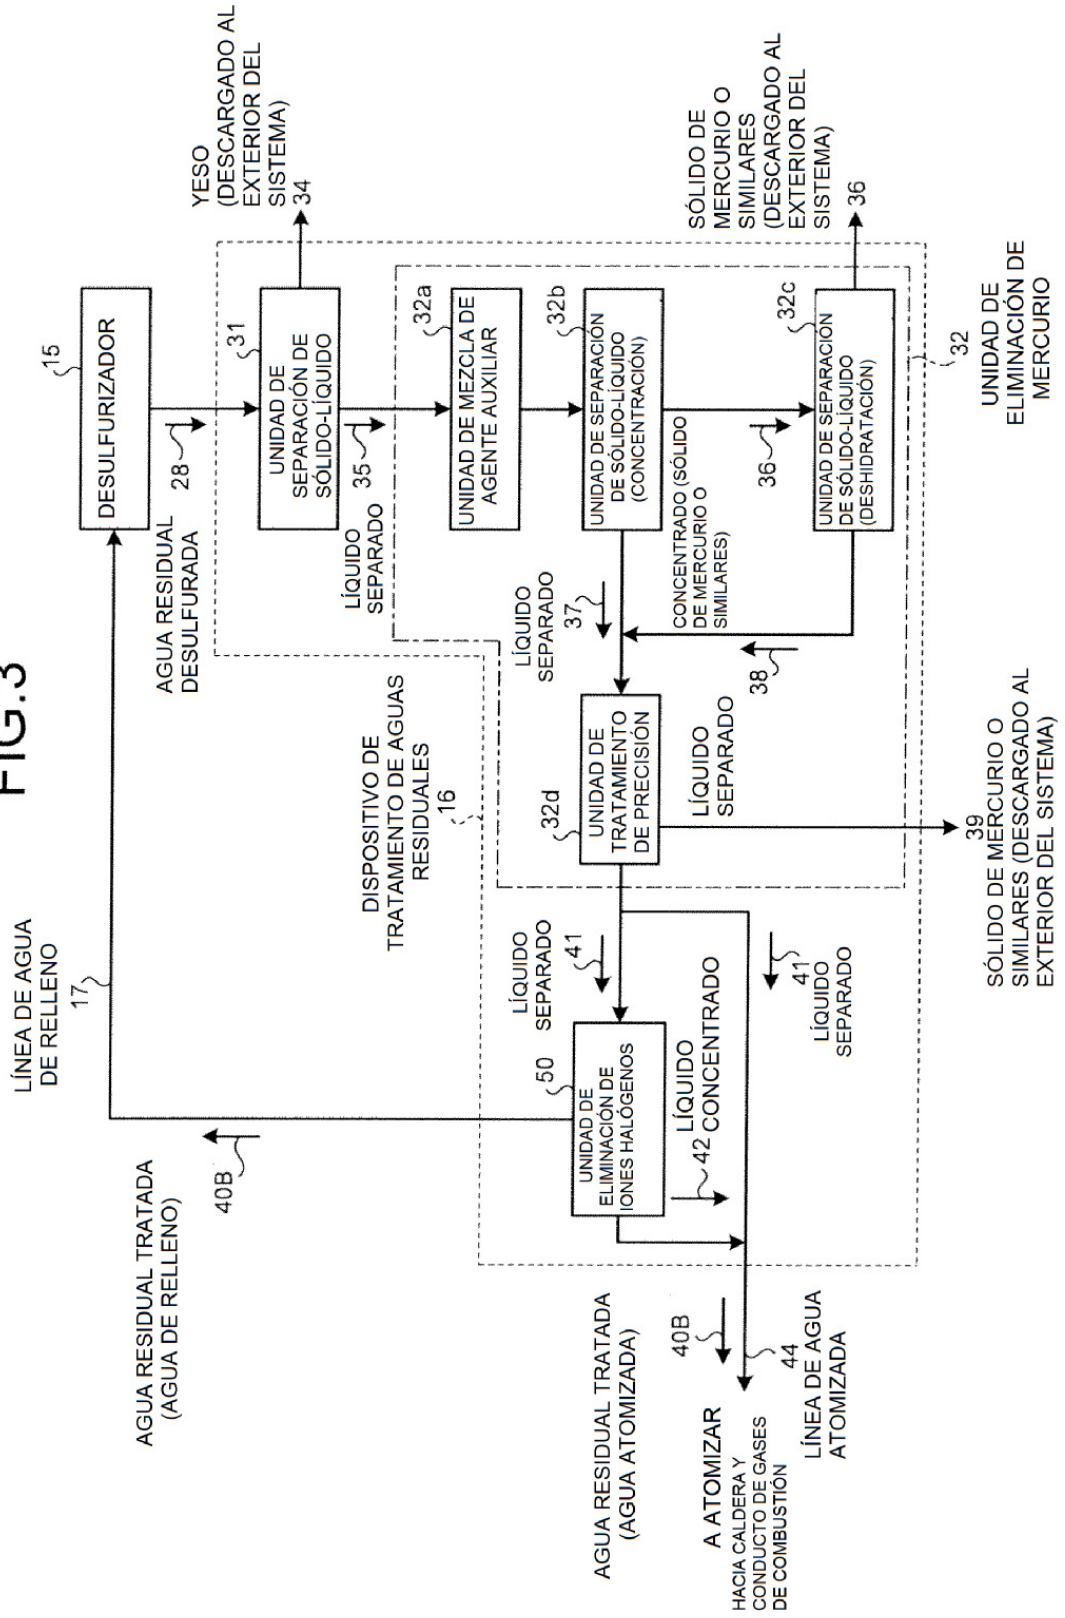 FIG.3
LÍNEA DE AGUA
DE RELLENO
17
15
DESULFURIZADOR
AGUA RESIDUAL TRATADA
(AGUA DE RELLENO)
40B
AGUA RESIDUAL
DESULFURADA
28
YESO
(DESCARGADO AL
EXTERIOR DEL
SISTEMA)
34
31
UNIDAD DE
SEPARACIÓN DE
SÓLIDO-LÍQUIDO
LÍQUIDO
SEPARADO
35
DISPOSITIVO DE
TRATAMIENTO DE AGUAS
RESIDUALES
16
32a
UNIDAD DE MEZCLA DE
AGENTE AUXILIAR
32b
UNIDAD DE SEPARACIÓN
DE SÓLIDO-LÍQUIDO
(CONCENTRACIÓN)
LÍQUIDO
SEPARADO
37
CONCENTRADO (SÓLIDO
DE MERCURIO O
SIMILARES)
36
32c
UNIDAD DE SEPARACIÓN
DE SÓLIDO-LÍQUIDO
(DESHIDRATACIÓN)
SÓLIDO DE
MERCURIO O
SIMILARES
(DESCARGADO AL
EXTERIOR DEL
SISTEMA)
36
38
LÍQUIDO
SEPARADO
32d
UNIDAD DE
TRATAMIENTO
DE PRECISIÓN
32
UNIDAD DE
ELIMINACIÓN DE
MERCURIO
39
SÓLIDO DE MERCURIO O
SIMILARES (DESCARGADO AL
EXTERIOR DEL SISTEMA)
LÍQUIDO
SEPARADO
41
41
LÍQUIDO
SEPARADO
50
UNIDAD DE
ELIMINACIÓN DE
IONES HALÓGENOS
LÍQUIDO
CONCENTRADO
42
AGUA RESIDUAL TRATADA
(AGUA ATOMIZADA)
40B
44
LÍNEA DE AGUA
ATOMIZADA
A ATOMIZAR
HACIA CALDERA Y
CONDUCTO DE GASES
DE COMBUSTIÓN